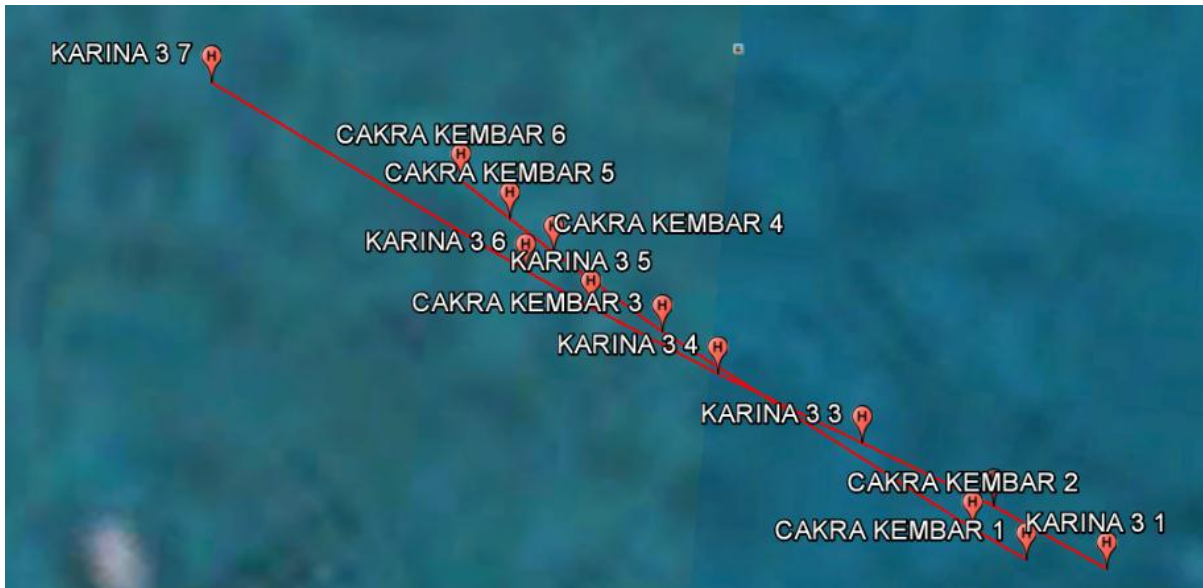 KARINA 3 7
CAKRA KEMBAR 6
CAKRA KEMBAR 5
CAKRA KEMBAR 4
KARINA 3 6
KARINA 3 5
CAKRA KEMBAR 3
KARINA 3 4
KARINA 3 3
CAKRA KEMBAR 2
CAKRA KEMBAR 1
KARINA 3 1